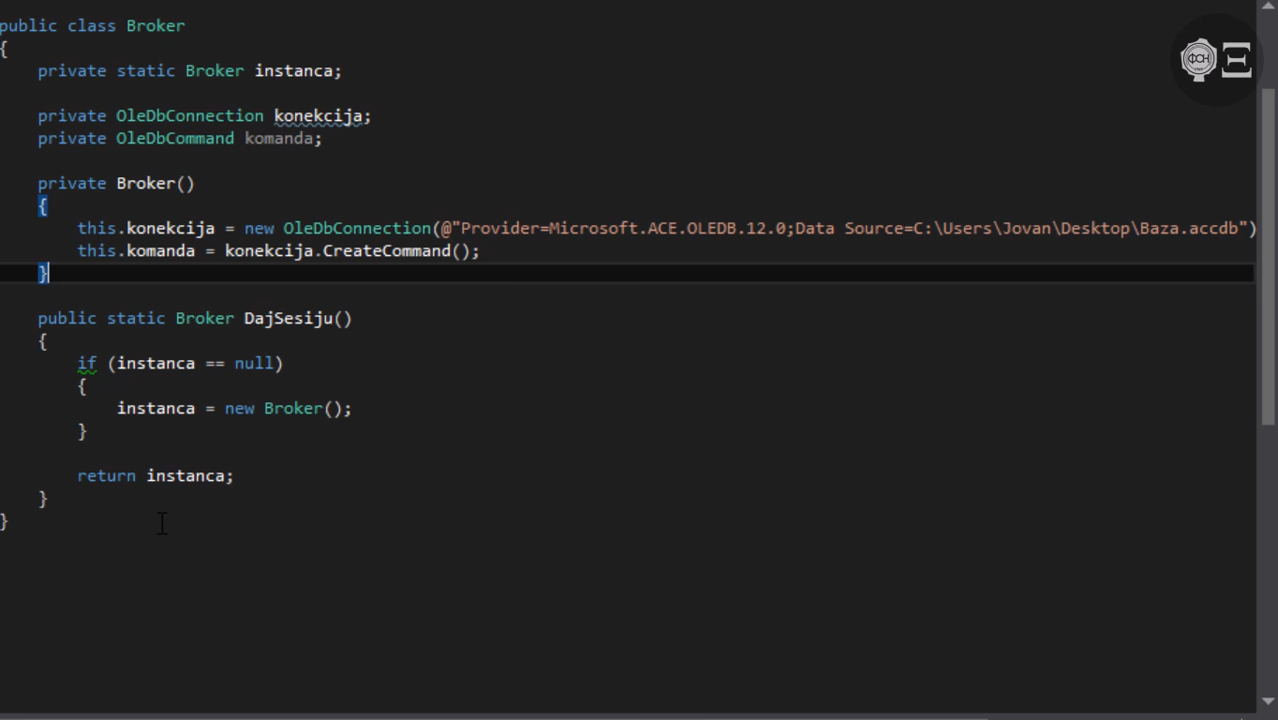 public class Broker
{
private static Broker instanca;
private OleDbConnection konekcija;
private OleDbCommand komanda;
private Broker()
{
this.konekcija = new OleDbConnection(@"Provider=Microsoft.ACE.OLEDB.12.0;Data Source=C:\Users\Jovan\Desktop\Baza.accdb")
this.komanda = konekcija.CreateCommand();
}
public static Broker DajSesiju()
{
if (instanca == null)
{
instanca = new Broker();
}
return instanca;
}
}
ФОН